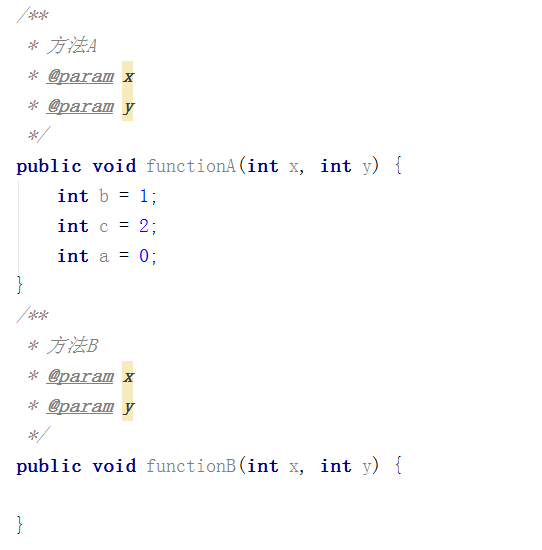 /**
 * 方法A
 * @param x
 * @param y
 */
public void functionA(int x, int y) {
    int b = 1;
    int c = 2;
    int a = 0;
}
/**
 * 方法B
 * @param x
 * @param y
 */
public void functionB(int x, int y) {

}